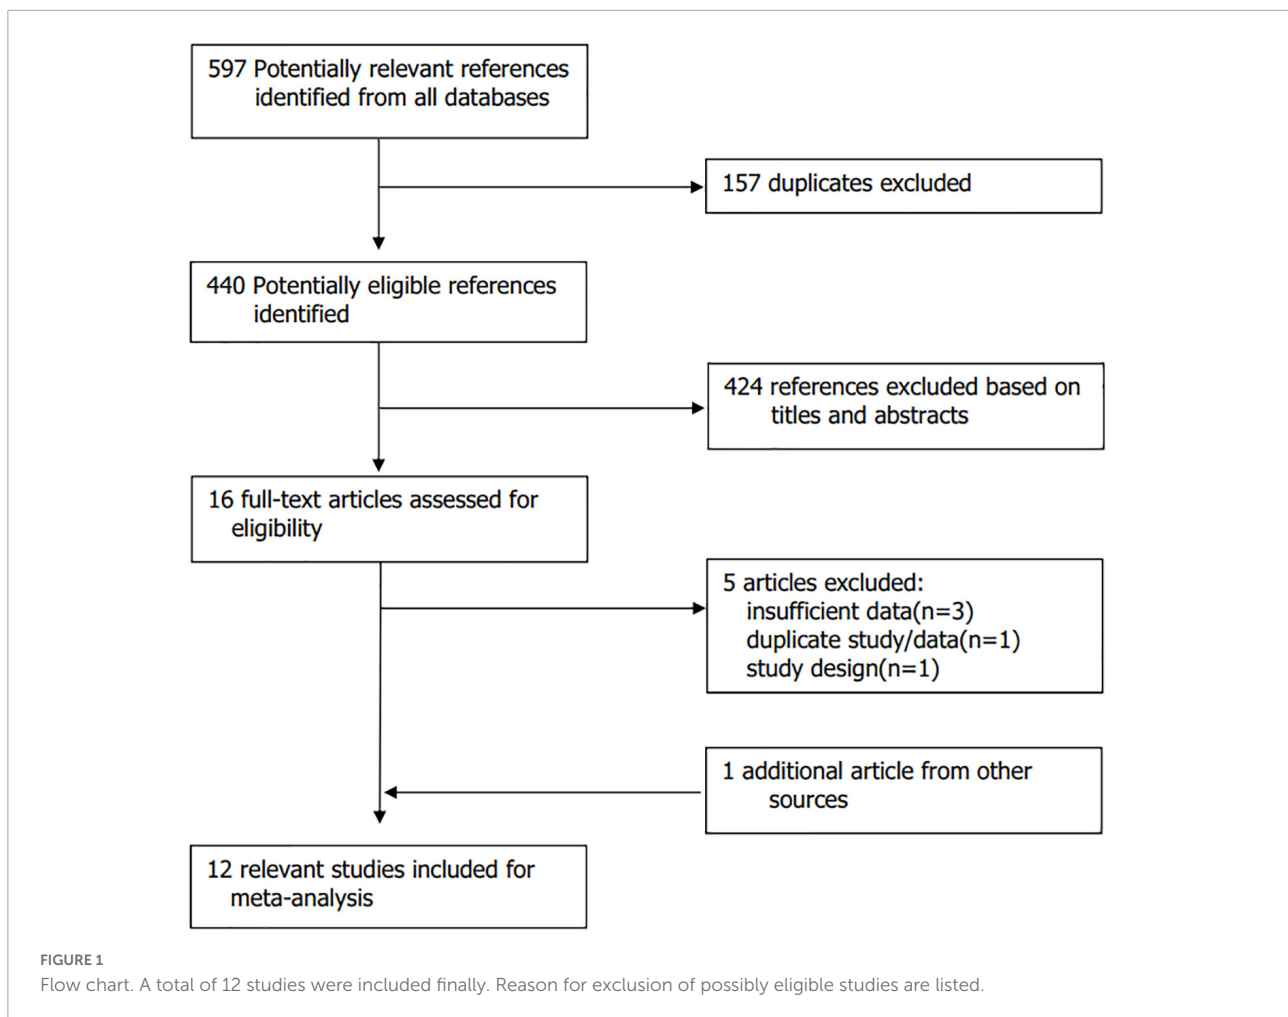 597 Potentially relevant references
identified from all databases
157 duplicates excluded
440 Potentially eligible references
identified
424 references excluded based on
titles and abstracts
16 full-text articles assessed for
eligibility
5 articles excluded:
insufficient data(n=3)
duplicate study/data(n=1)
study design(n=1)
1 additional article from other
sources
12 relevant studies included for
meta-analysis
FIGURE 1
Flow chart. A total of 12 studies were included finally. Reason for exclusion of possibly eligible studies are listed.